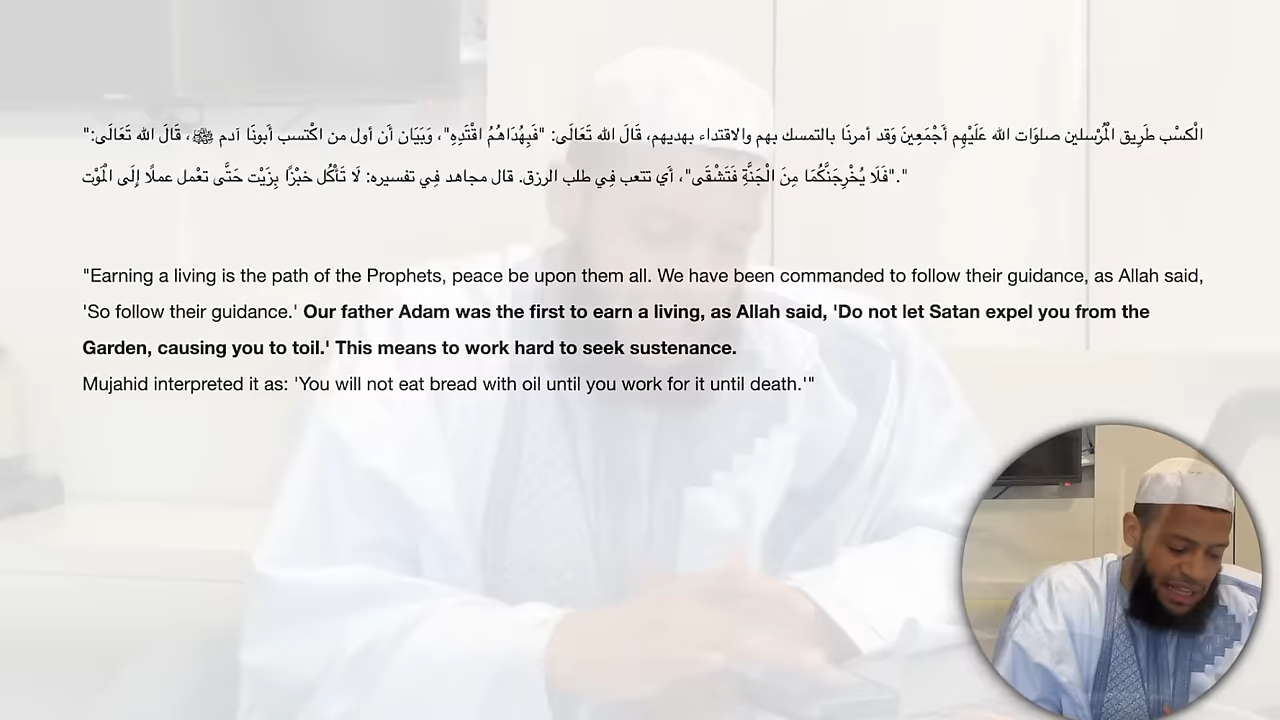 الْكسْب طَرِيق الْمُرْسلين صلوَات الله عَلَيْهِم أَجْمَعِينَ وَقد أمرنَا بالتمسك بهم والاقتداء بهديهم، قَالَ الله تَعَالَى: "فَبِهُدَاهُمُ اقْتَدِهِ"، وَبَيَان أَن أول من اكْتسب أَبونَا آدم ﷺ، قَالَ الله تَعَالَى:"
."فَلَا يُخْرِجَنَّكُمَا مِنَ الْجَنَّةِ فَتَشْقَى"، أَي تتعب فِي طلب الرزق. قال مجاهد فِي تفسيره: لَا تَأْكُل خبْزًا بِزَيْت حَتَّى تعْمل عملًا إِلَى الْمَوْت"
"Earning a living is the path of the Prophets, peace be upon them all. We have been commanded to follow their guidance, as Allah said,
'So follow their guidance.' Our father Adam was the first to earn a living, as Allah said, 'Do not let Satan expel you from the
Garden, causing you to toil.' This means to work hard to seek sustenance.
Mujahid interpreted it as: 'You will not eat bread with oil until you work for it until death.'"